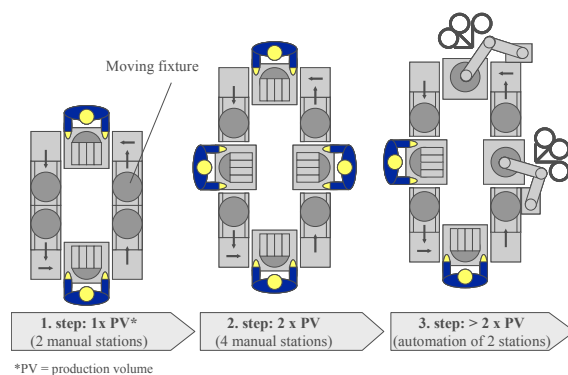 Moving fixture
1. step: 1x PV*
(2 manual stations)
2. step: 2 x PV
(4 manual stations)
3. step: > 2 x PV
(automation of 2 stations)
*PV = production volume